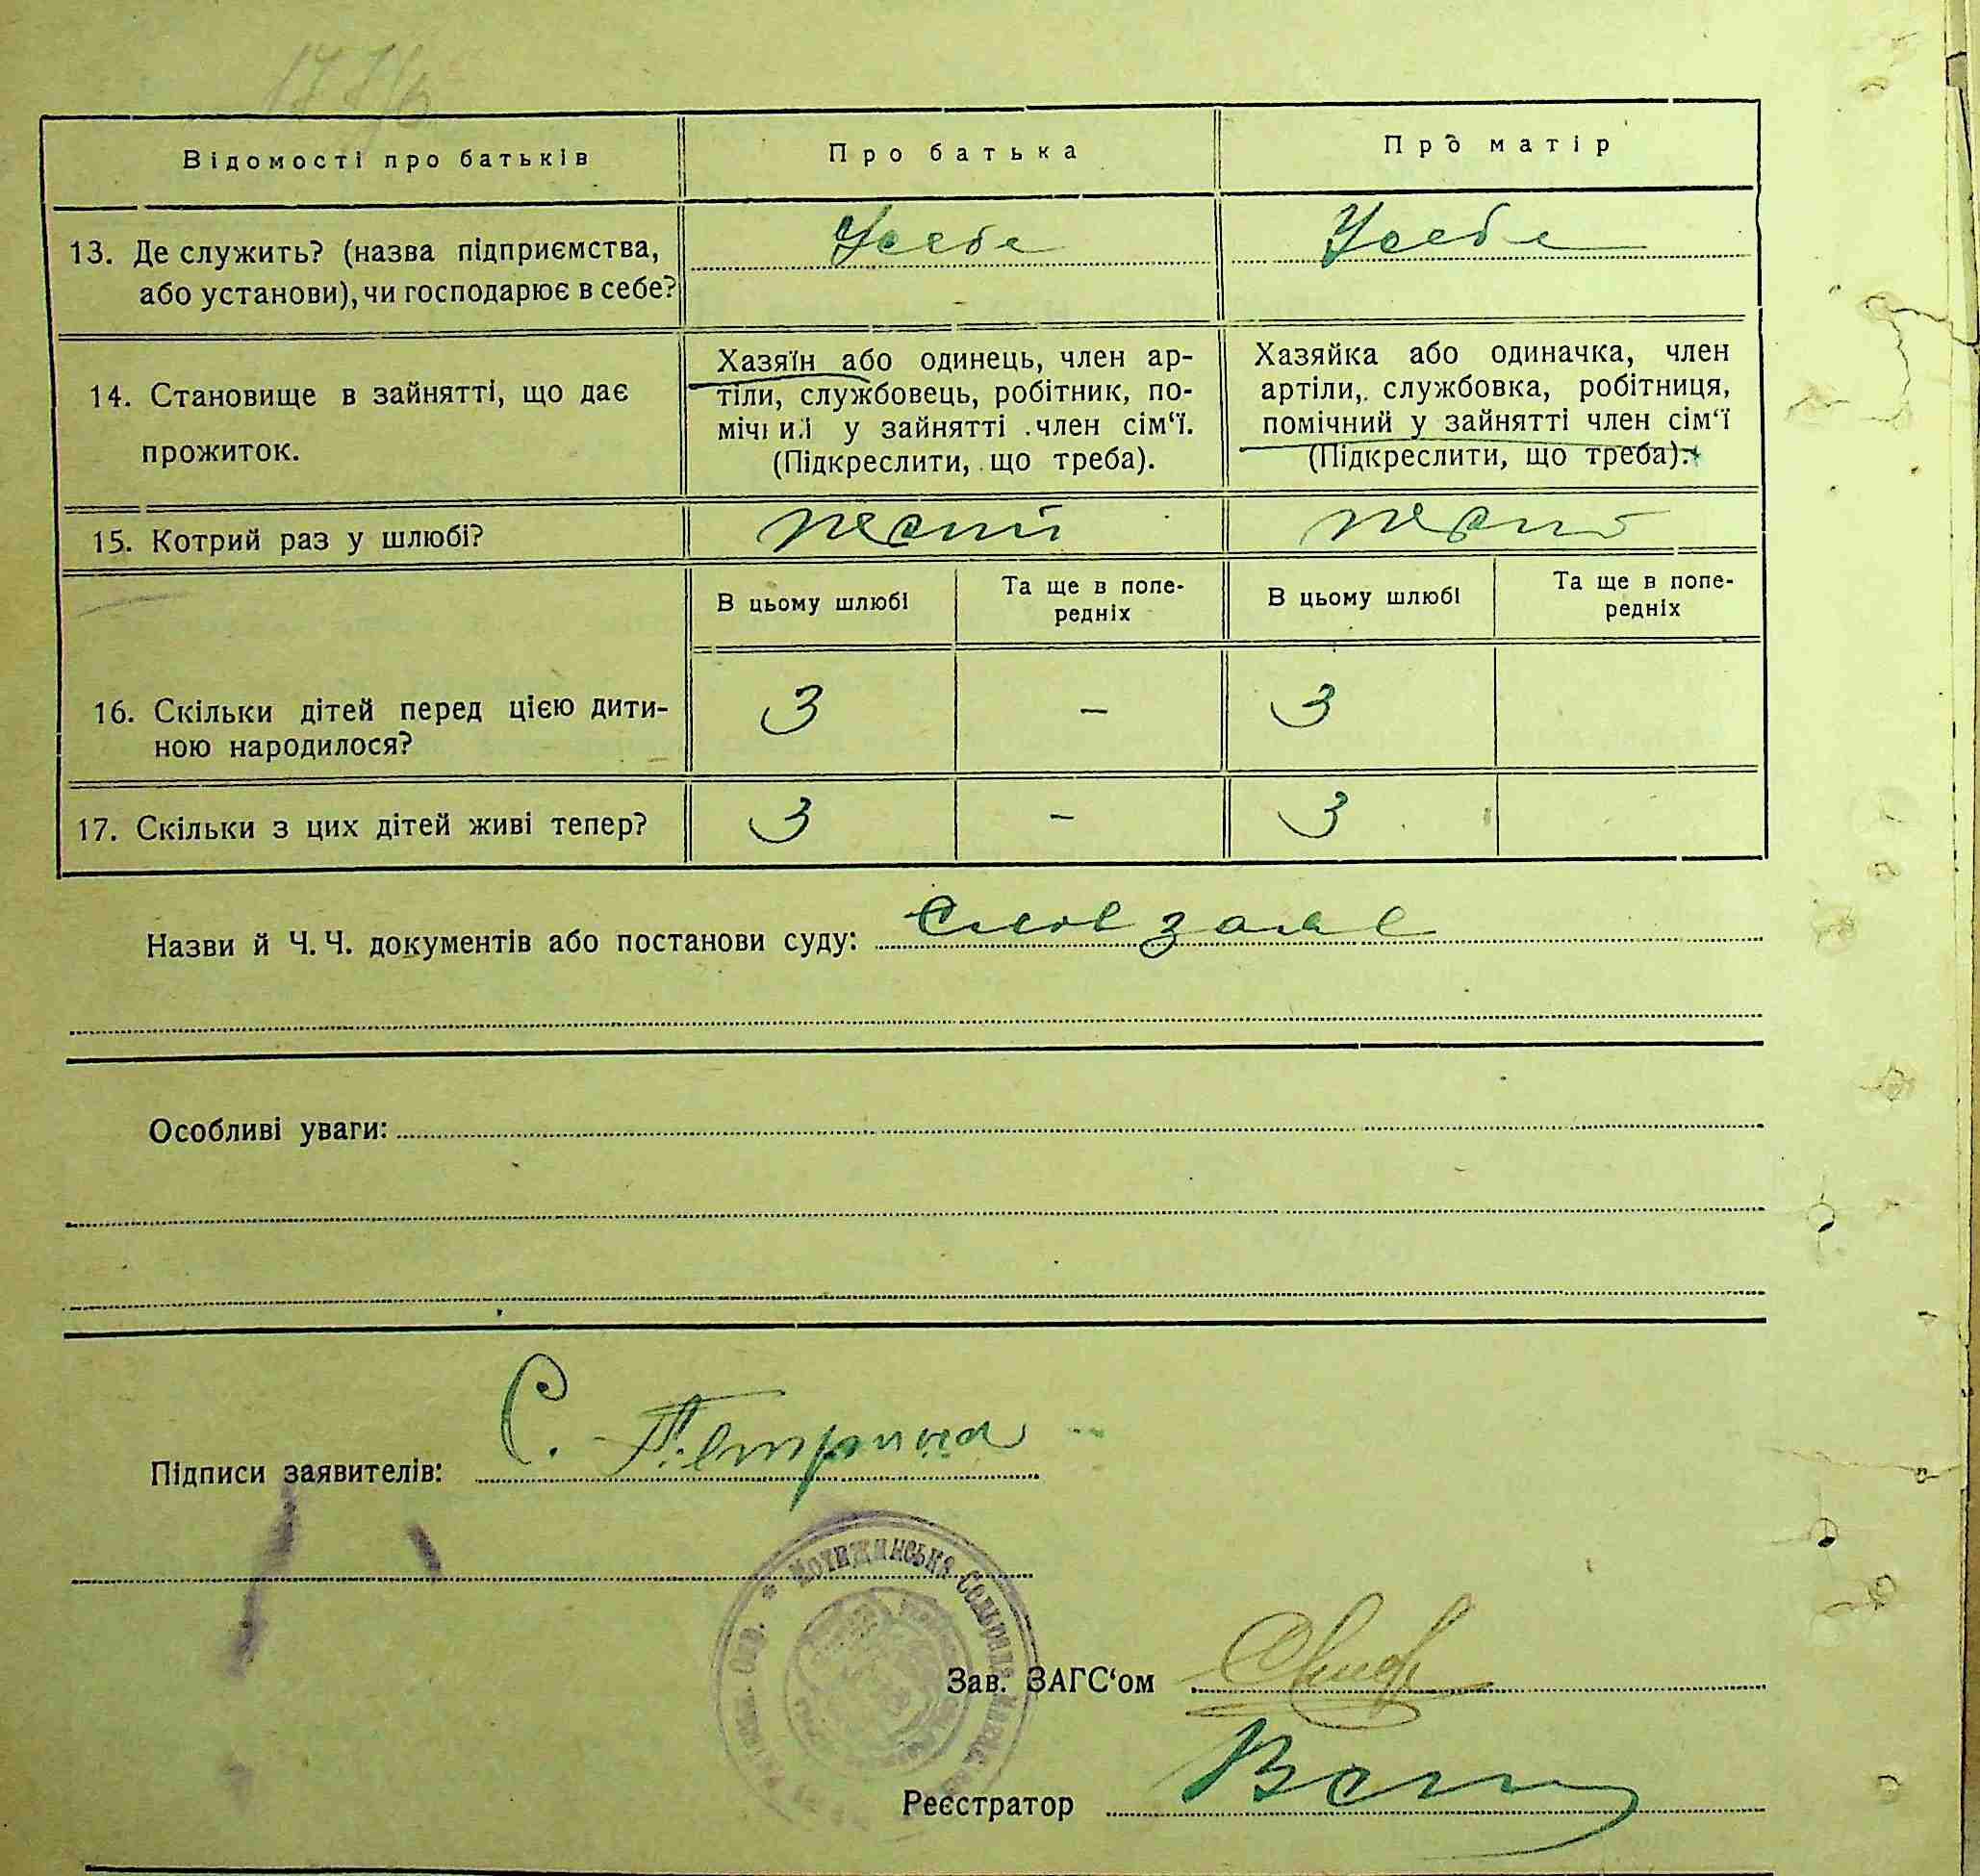 Відомості про батьків
Про батька
Про матір
13. Де служить? (назва підприємства,
або установи), чи господарює в себе?
У себе
У себе
14. Становище в зайнятті, що дає
прожиток.
Хазяїн або одинець, член ар-
тіли, службовець, робітник, по-
мічний у зайнятті член сім‘ї.
(Підкреслити, що треба).
Хазяйка або одиначка, член
артіли, службовка, робітниця,
помічний у зайнятті член сім‘ї
(Підкреслити, що треба).
15. Котрий раз у шлюбі?
В цьому шлюбі
Та ще в попе-
редніх
В цьому шлюбі
Та ще в попе-
редніх
16. Скільки дітей перед цією дити-
ною народилося?
3
–
3
17. Скільки з цих дітей живі тепер?
3
–
3
Назви й Ч. Ч. документів або постанови суду:
Особливі уваги:
Підписи заявителів: С.
Зав. ЗАГС‘ом
Реєстратор